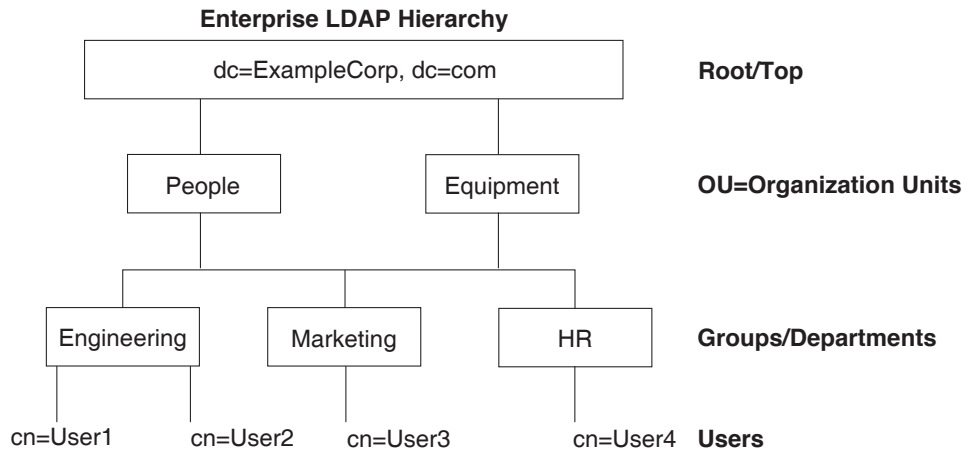 Enterprise LDAP Hierarchy
dc=ExampleCorp, dc=com
Root/Top
People
Equipment
OU=Organization Units
Engineering
Marketing
HR
Groups/Departments
cn=User1
cn=User2
cn=User3
cn=User4
Users